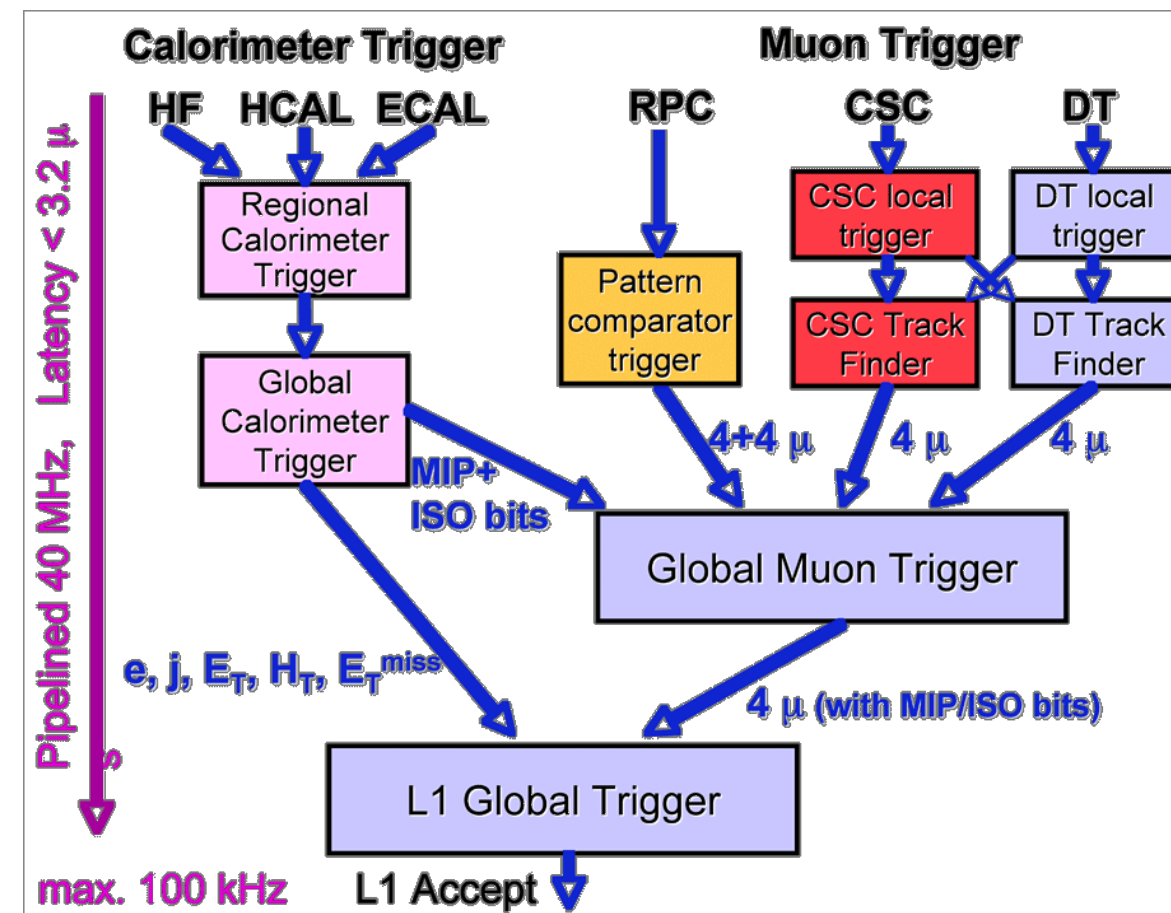 Calorimeter Trigger
Muon Trigger
HF HCAL ECAL
RPC
CSC
DT
Regional
Calorimeter
Trigger
CSC local
trigger
DT local
trigger
Pattern
comparator
trigger
CSC Track
Finder
DT Track
Finder
Global
Calorimeter
Trigger
4+4 μ
4 μ
4 μ
MIP+
ISO bits
Global Muon Trigger
e, j, E_T, H_T, E_T^miss
4 μ (with MIP/ISO bits)
L1 Global Trigger
L1 Accept
Pipelined 40 MHz, Latency < 3.2 μ
s
max. 100 kHz